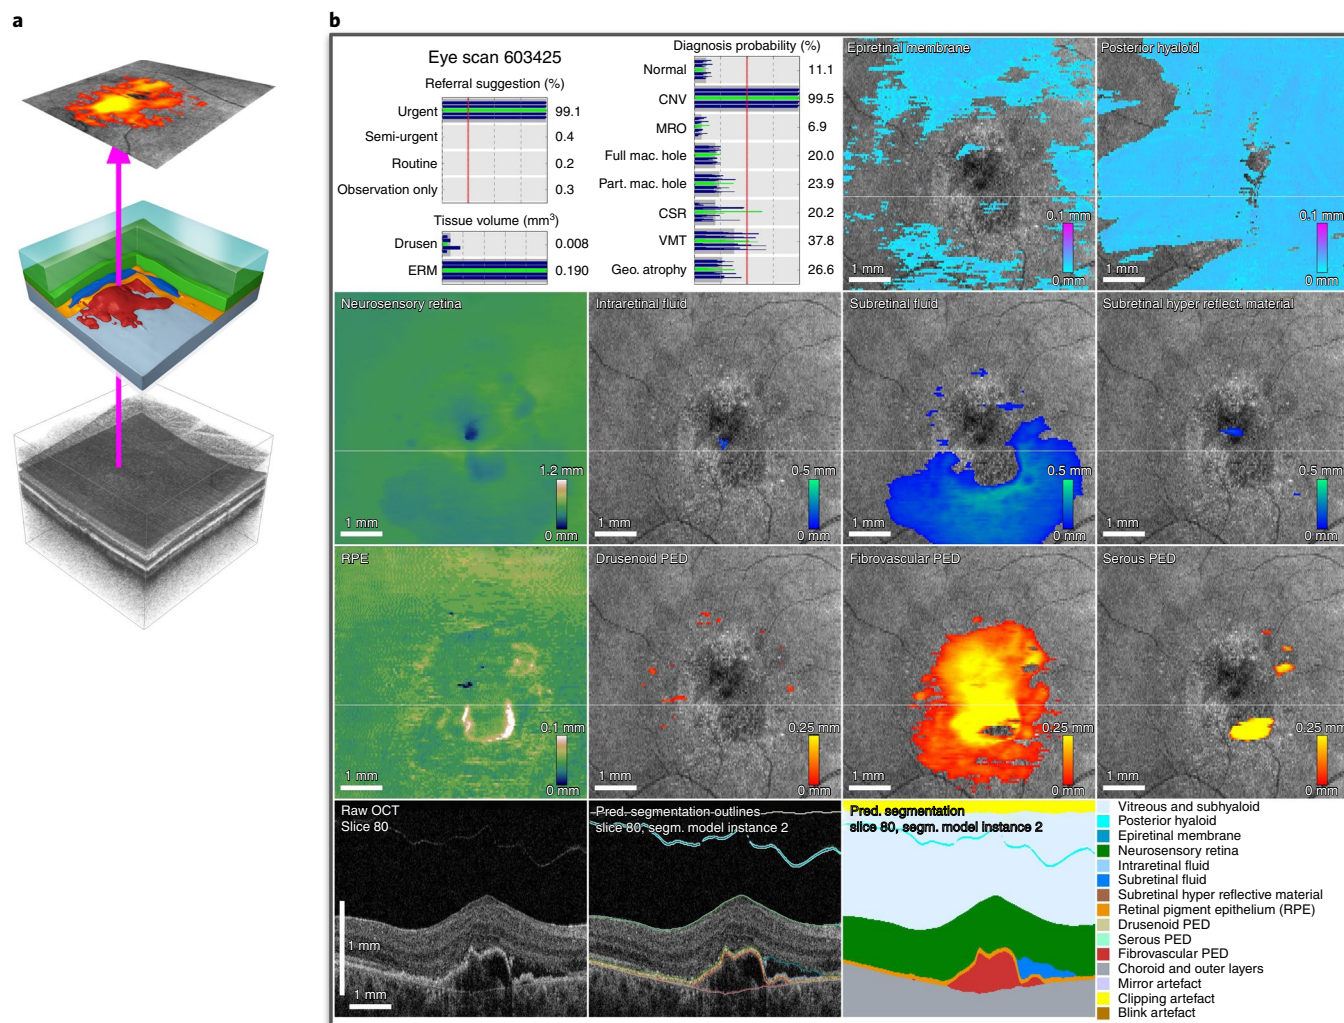 a
b
Eye scan 603425
Referral suggestion (%)
Urgent 99.1
Semi-urgent 0.4
Routine 0.2
Observation only 0.3
Tissue volume (mm³)
Drusen 0.008
ERM 0.190
Diagnosis probability (%)
Normal 11.1
CNV 99.5
MRO 6.9
Full mac. hole 20.0
Part. mac. hole 23.9
CSR 20.2
VMT 37.8
Geo. atrophy 26.6
Epiretinal membrane
0.1 mm
1 mm
0 mm
Posterior hyaloid
0.1 mm
1 mm
0 mm
Neurosensory retina
1.2 mm
1 mm
0 mm
Intraretinal fluid
0.5 mm
1 mm
0 mm
Subretinal fluid
0.5 mm
1 mm
0 mm
Subretinal hyper reflect. material
0.5 mm
1 mm
0 mm
RPE
0.1 mm
1 mm
0 mm
Drusenoid PED
0.25 mm
1 mm
0 mm
Fibrovascular PED
0.25 mm
1 mm
0 mm
Serous PED
0.25 mm
1 mm
0 mm
Raw OCT
Slice 80
1 mm
1 mm
Pred. segmentation outlines
slice 80, segm. model instance 2
Pred. segmentation
slice 80, segm. model instance 2
Vitreous and subhyaloid
Posterior hyaloid
Epiretinal membrane
Neurosensory retina
Intraretinal fluid
Subretinal fluid
Subretinal hyper reflective material
Retinal pigment epithelium (RPE)
Drusenoid PED
Serous PED
Fibrovascular PED
Choroid and outer layers
Mirror artefact
Clipping artefact
Blink artefact